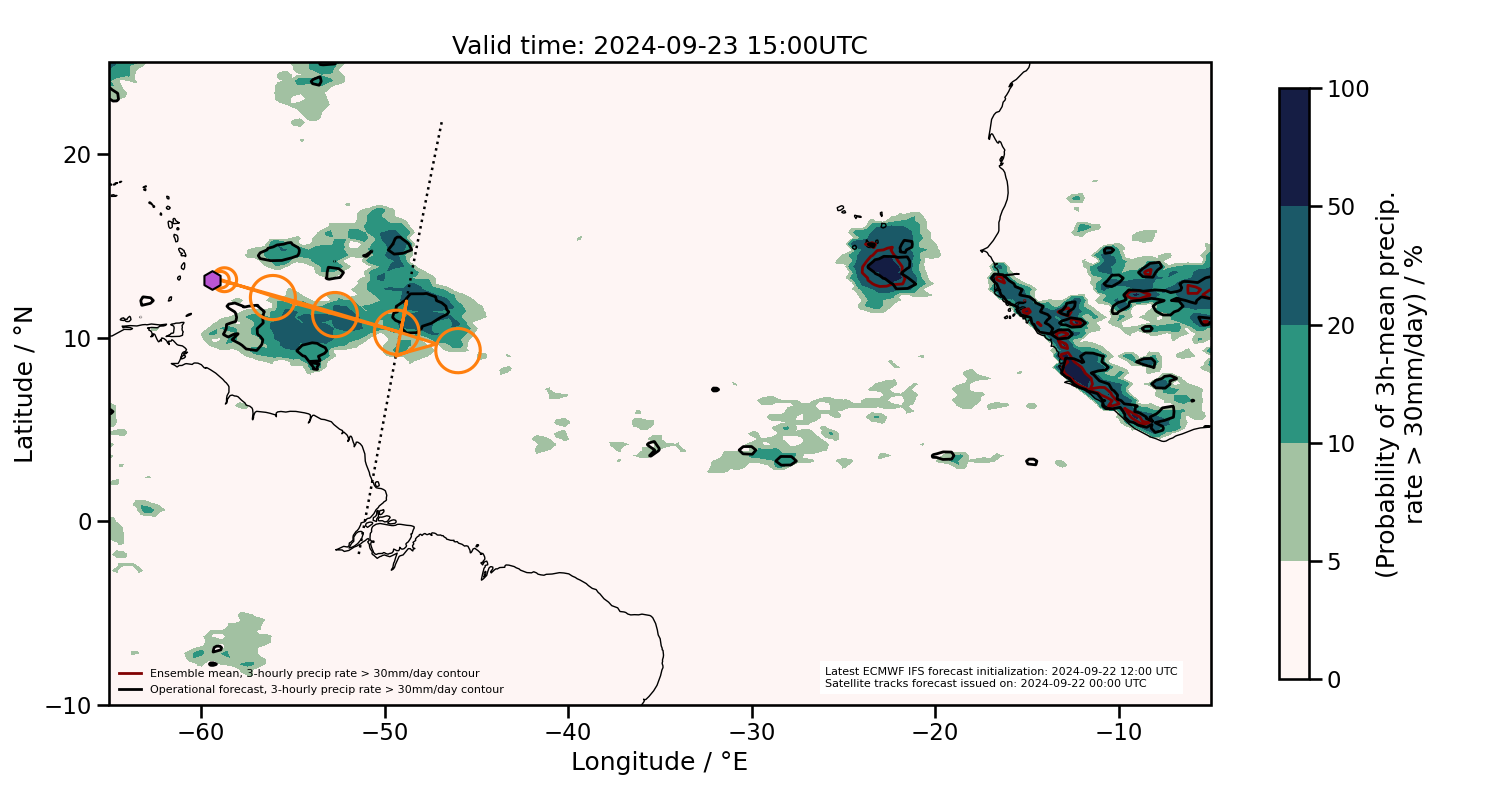 Valid time: 2024-09-23 15:00UTC
20
10
0
−10
Latitude / °N
−60
−50
−40
−30
−20
−10
Longitude / °E
Ensemble mean, 3-hourly precip rate > 30mm/day contour
Operational forecast, 3-hourly precip rate > 30mm/day contour
Latest ECMWF IFS forecast initialization: 2024-09-22 12:00 UTC
Satellite tracks forecast issued on: 2024-09-22 00:00 UTC
100
50
20
10
5
0
(Probability of 3h-mean precip.
rate > 30mm/day) / %